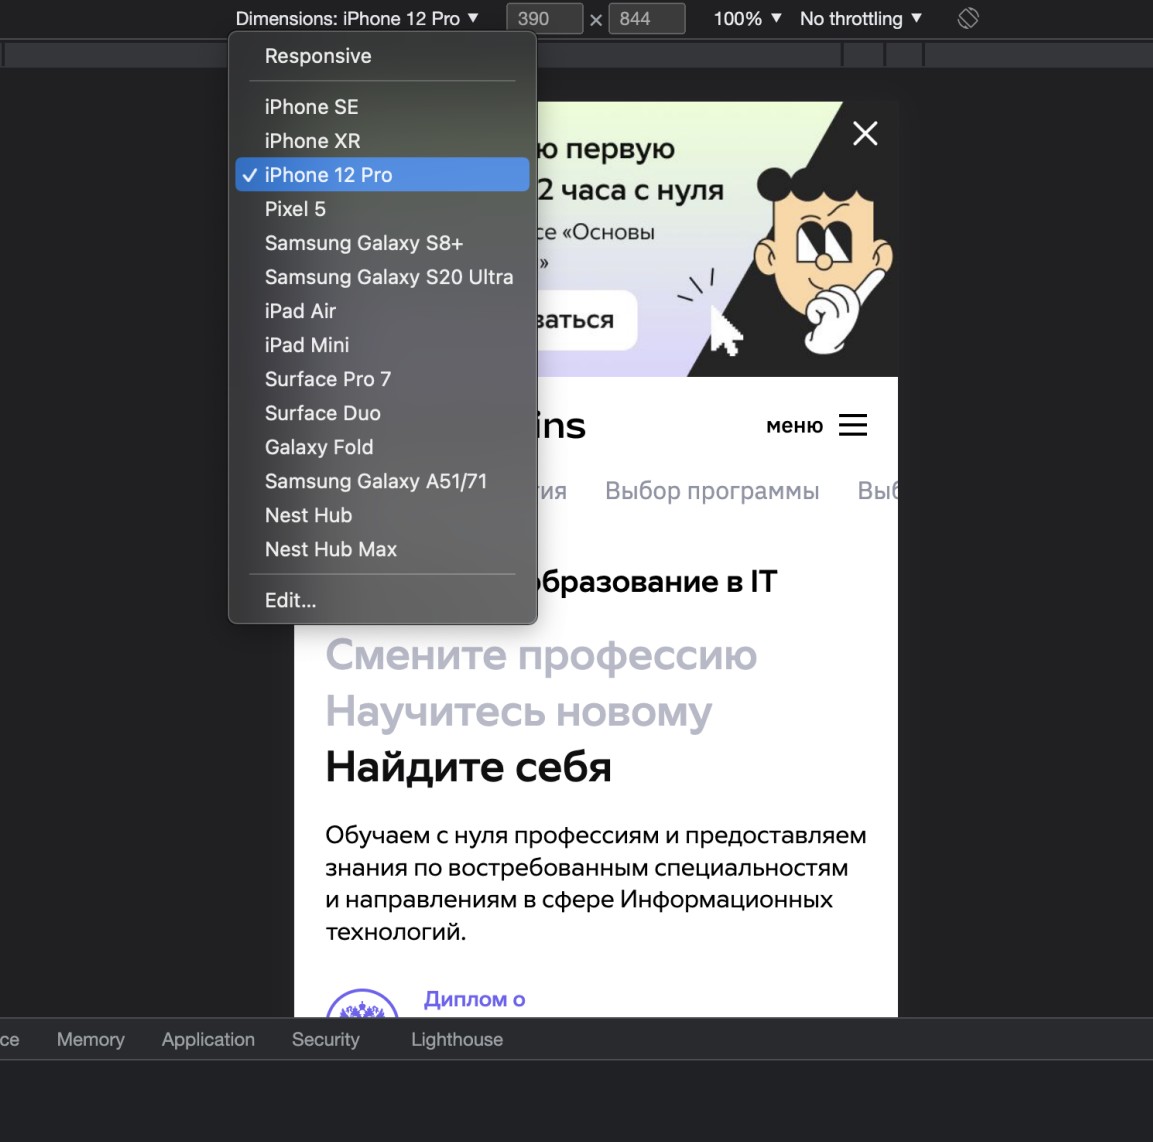 Dimensions: iPhone 12 Pro ▼ 390 × 844 100% ▼ No throttling ▼
Responsive
iPhone SE
iPhone XR
✓ iPhone 12 Pro
Pixel 5
Samsung Galaxy S8+
Samsung Galaxy S20 Ultra
iPad Air
iPad Mini
Surface Pro 7
Surface Duo
Galaxy Fold
Samsung Galaxy A51/71
Nest Hub
Nest Hub Max
Edit...
ю первую
2 часа с нуля
се «Основы
»
ваться
ins
меню
ия Выбор программы Выб
образование в IT
Смените профессию
Научитесь новому
Найдите себя
Обучаем с нуля профессиям и предоставляем
знания по востребованным специальностям
и направлениям в сфере Информационных
технологий.
Диплом о
ce Memory Application Security Lighthouse